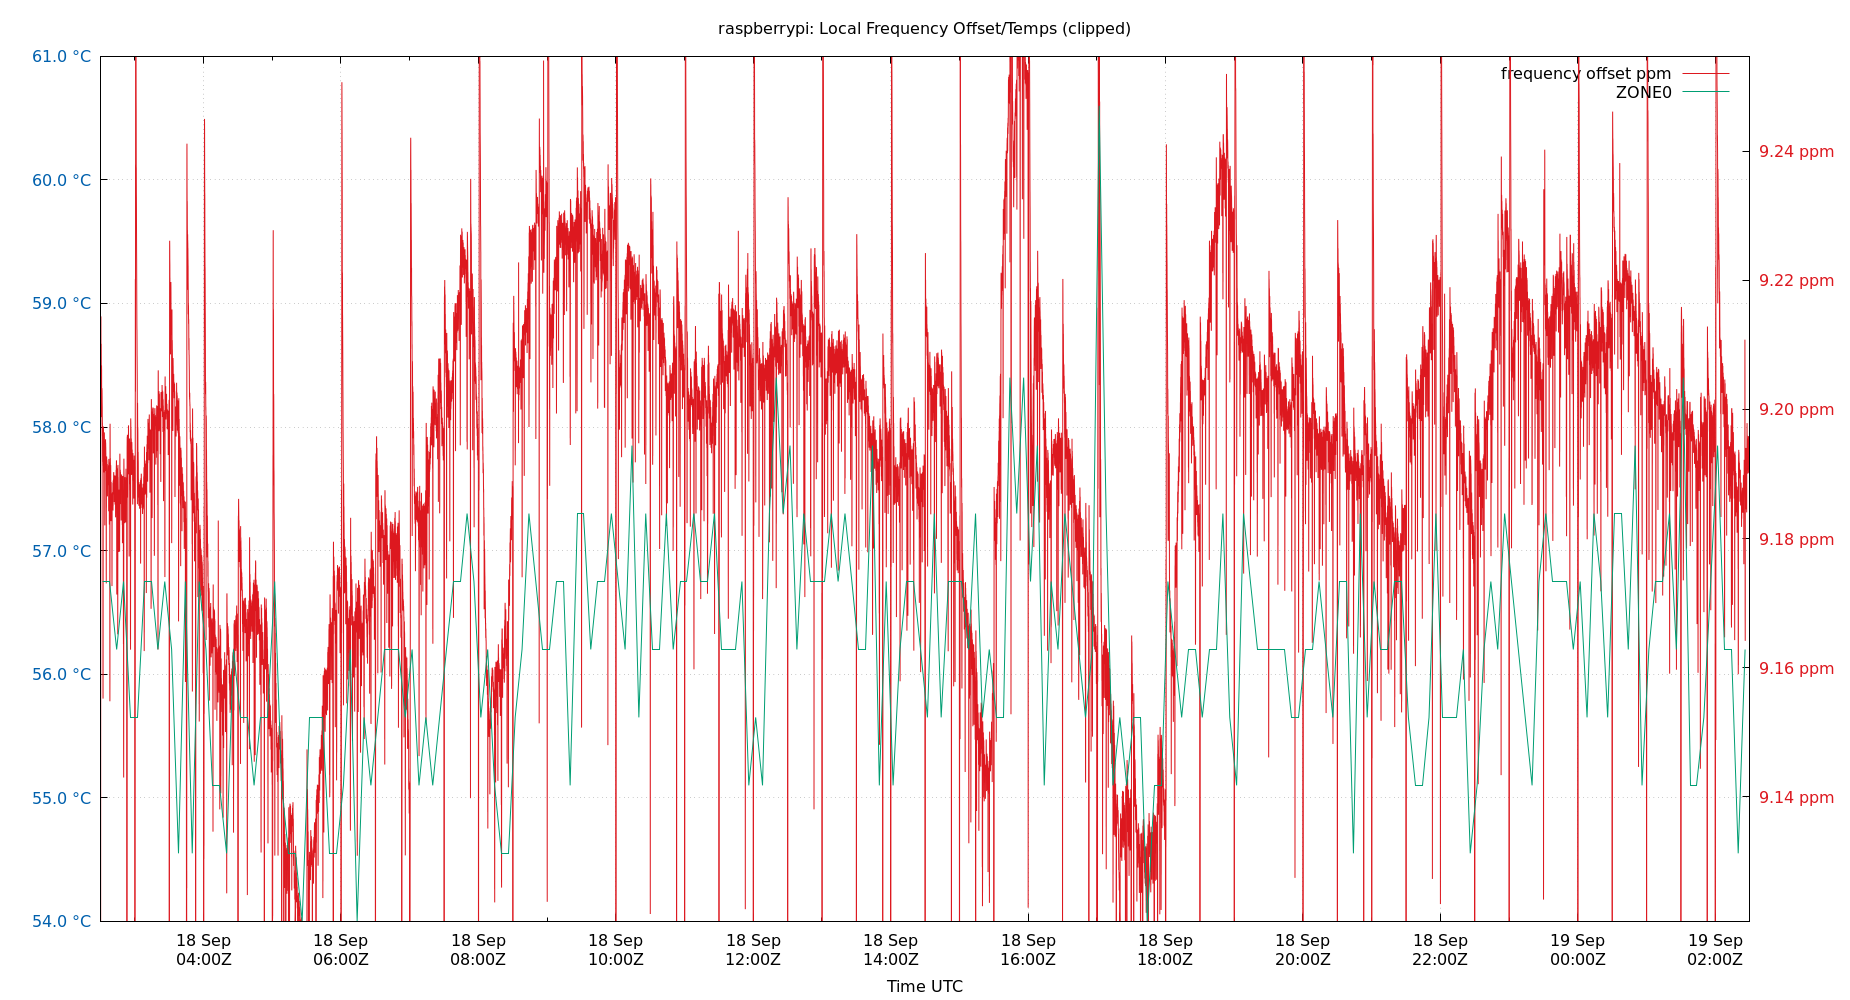 raspberrypi: Local Frequency Offset/Temps (clipped)
61.0 °C
60.0 °C
59.0 °C
58.0 °C
57.0 °C
56.0 °C
55.0 °C
54.0 °C
frequency offset ppm
ZONE0
9.24 ppm
9.22 ppm
9.20 ppm
9.18 ppm
9.16 ppm
9.14 ppm
18 Sep
04:00Z
18 Sep
06:00Z
18 Sep
08:00Z
18 Sep
10:00Z
18 Sep
12:00Z
18 Sep
14:00Z
18 Sep
16:00Z
18 Sep
18:00Z
18 Sep
20:00Z
18 Sep
22:00Z
19 Sep
00:00Z
19 Sep
02:00Z
Time UTC